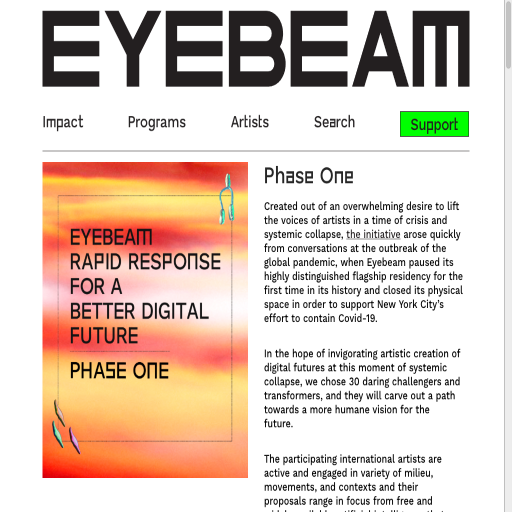 EYEBEAM
Impact
Programs
Artists
Search
Support
EYEBEAM
RAPID RESPONSE
FOR A
BETTER DIGITAL
FUTURE
PHASE ONE
Phase One
Created out of an overwhelming desire to lift
the voices of artists in a time of crisis and
systemic collapse, the initiative arose quickly
from conversations at the outbreak of the
global pandemic, when Eyebeam paused its
highly distinguished flagship residency for the
first time in its history and closed its physical
space in order to support New York City's
effort to contain Covid-19.
In the hope of invigorating artistic creation of
digital futures at this moment of systemic
collapse, we chose 30 daring challengers and
transformers, and they will carve out a path
towards a more humane vision for the
future.
The participating international artists are
active and engaged in variety of milieu,
movements, and contexts and their
proposals range in focus from free and